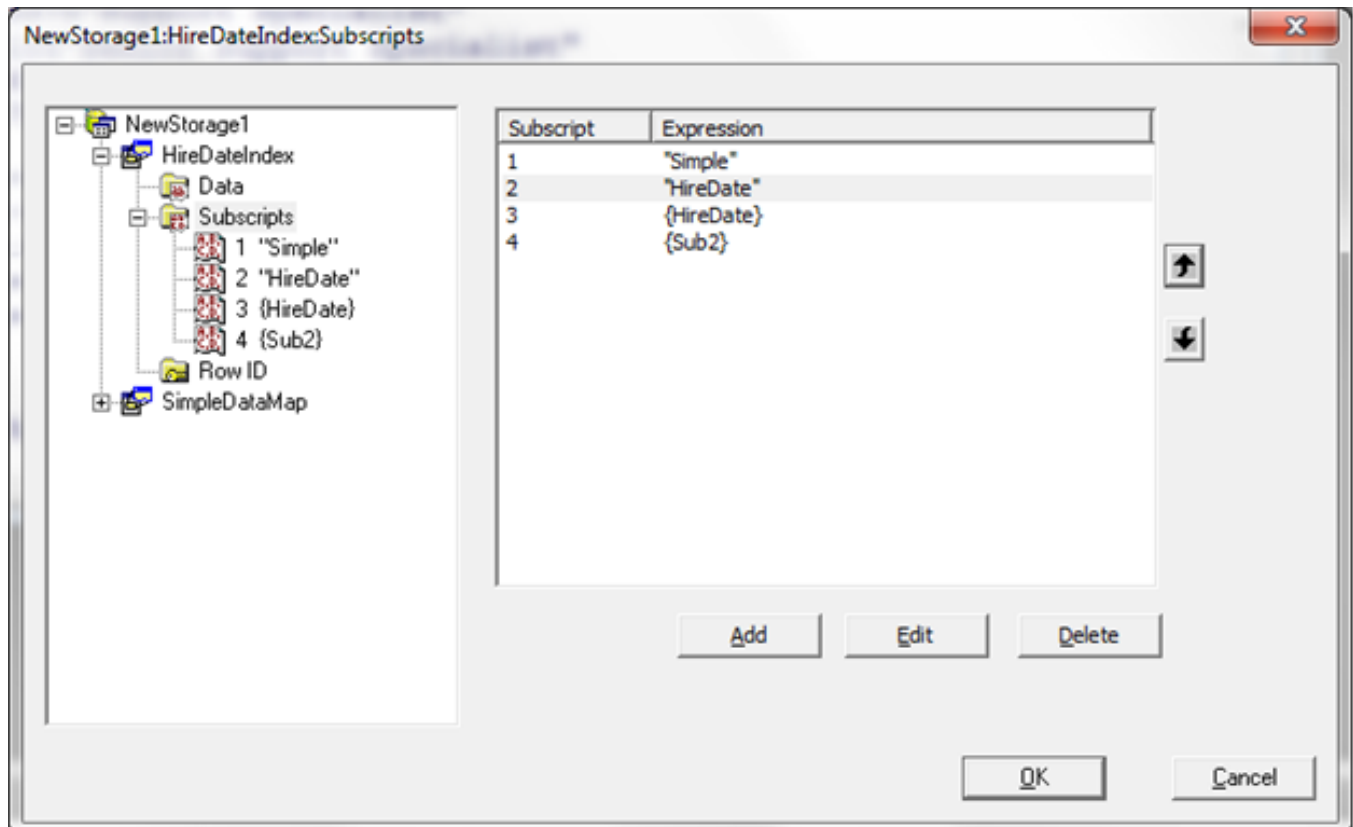 NewStorage1:HireDateIndex:Subscripts
NewStorage1
HireDateIndex
Data
Subscripts
1 "Simple"
2 "HireDate"
3 {HireDate}
4 {Sub2}
Row ID
SimpleDataMap
Subscript Expression
1 "Simple"
2 "HireDate"
3 {HireDate}
4 {Sub2}
Add Edit Delete
OK Cancel